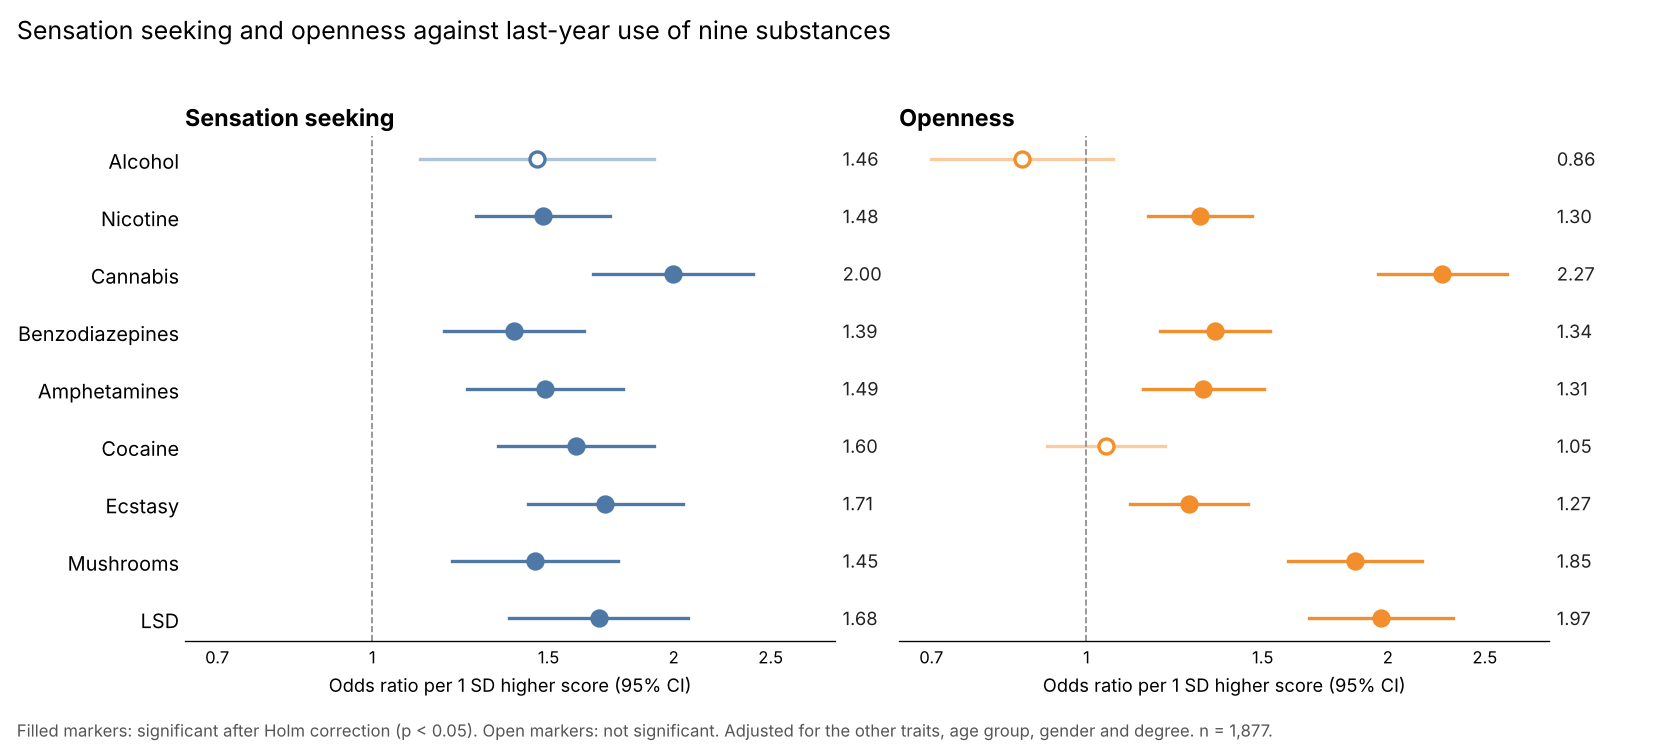 Sensation seeking and openness against last-year use of nine substances
Sensation seeking
Openness
Alcohol 1.46 0.86
Nicotine 1.48 1.30
Cannabis 2.00 2.27
Benzodiazepines 1.39 1.34
Amphetamines 1.49 1.31
Cocaine 1.60 1.05
Ecstasy 1.71 1.27
Mushrooms 1.45 1.85
LSD 1.68 1.97
0.7 1 1.5 2 2.5 0.7 1 1.5 2 2.5
Odds ratio per 1 SD higher score (95% CI) Odds ratio per 1 SD higher score (95% CI)
Filled markers: significant after Holm correction (p < 0.05). Open markers: not significant. Adjusted for the other traits, age group, gender and degree. n = 1,877.